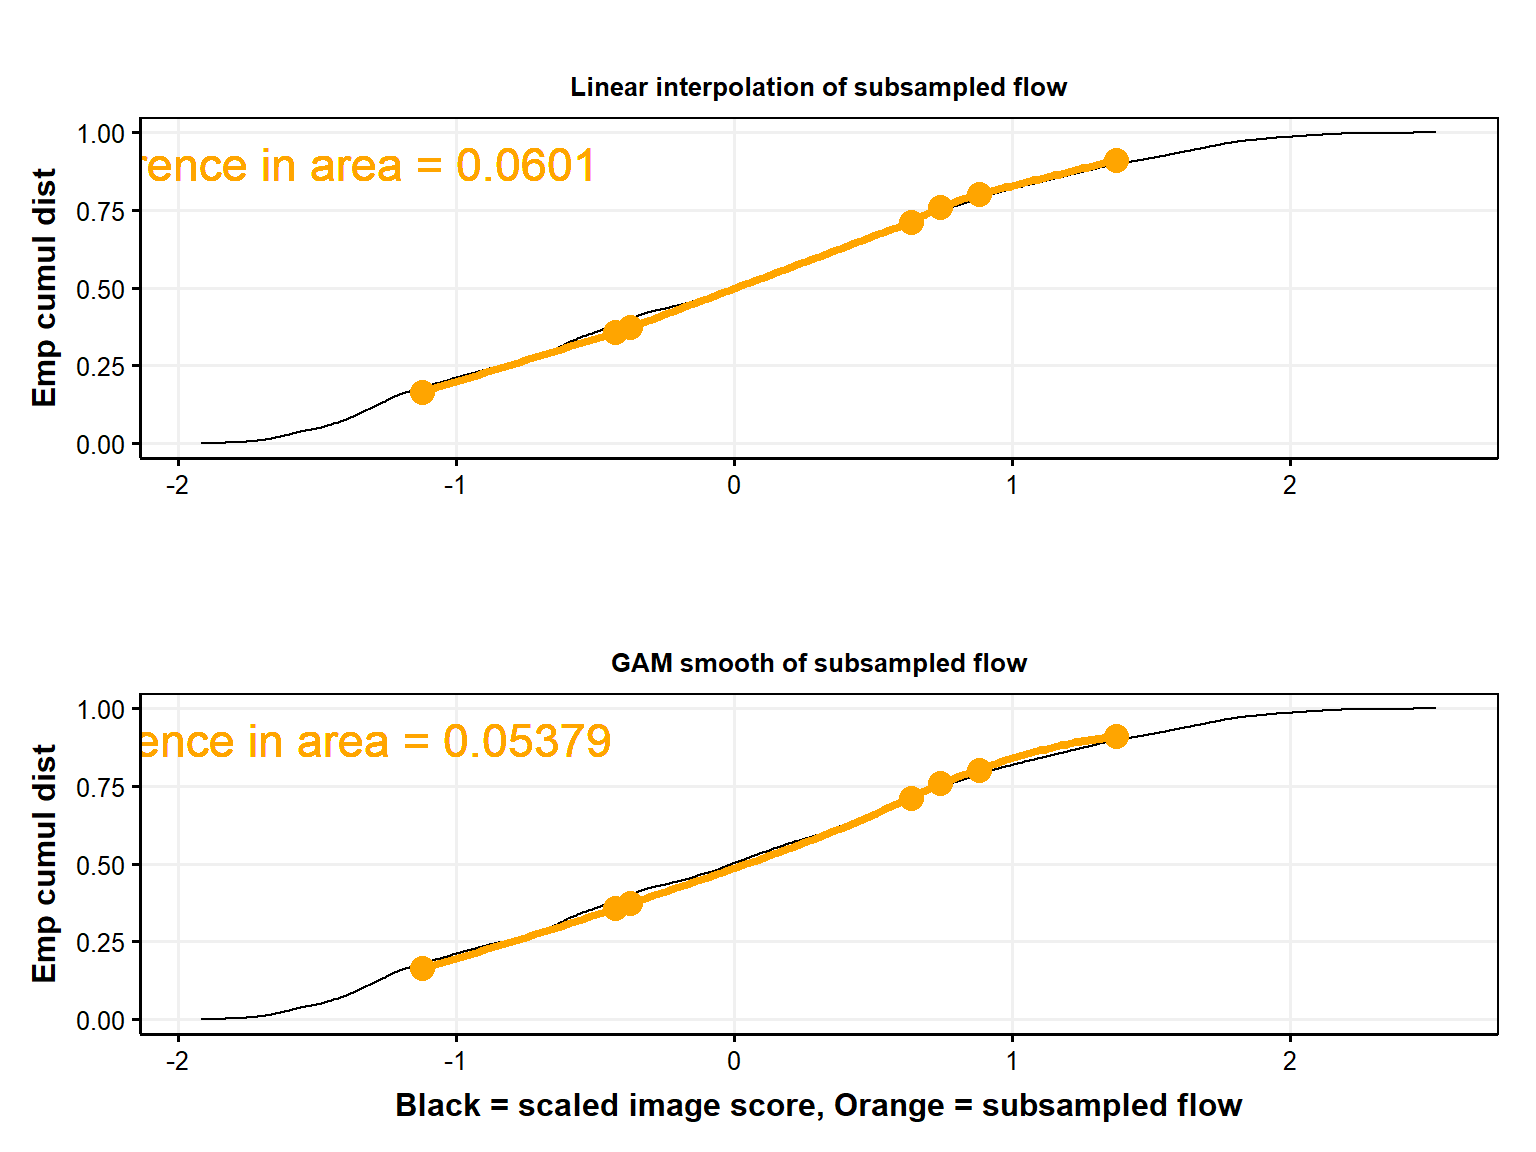 Linear interpolation of subsampled flow
1.00
rence in area = 0.0601
0.75
0.50
0.25
0.00
Emp cumul dist
-2 -1 0 1 2
GAM smooth of subsampled flow
1.00
ence in area = 0.05379
0.75
0.50
0.25
0.00
Emp cumul dist
-2 -1 0 1 2
Black = scaled image score, Orange = subsampled flow